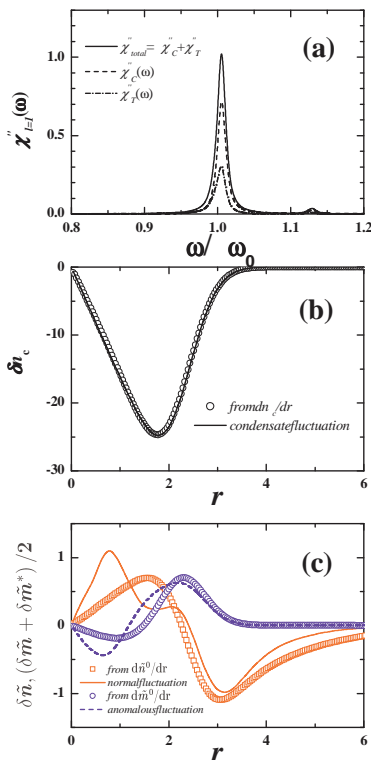 (a)
χ''total = χ''C + χ''T
χ''C(ω)
χ''T(ω)
χ''l=1(ω)
1.0
0.5
0.0
0.8 0.9 1.0 1.1 1.2
ω/ ω0
(b)
0
-10
-20
-30
δnc
fromdn c/dr
condensatefluctuation
0 2 4 6
r
(c)
1
0
-1
δñ, (δm̃ + δm̃*)/2
from dñ⁰/dr
normalfluctuation
from dm̃⁰/dr
anomalousfluctuation
0 2 4 6
r